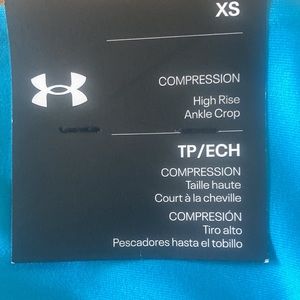 XS
COMPRESSION
High Rise
Ankle Crop
TP/ECH
COMPRESSION
Taille haute
Court à la cheville
COMPRESIÓN
Tiro alto
Pescadores hasta el tobillo